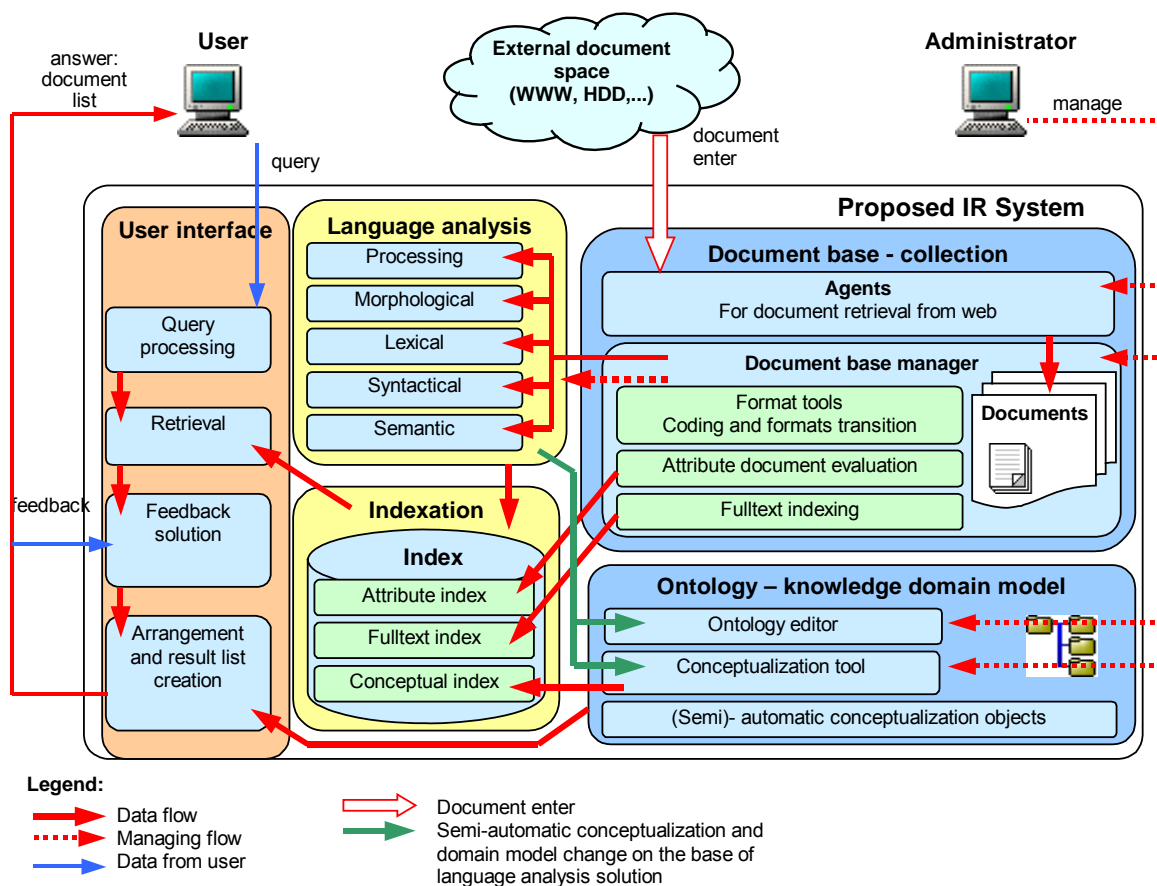 User
answer:
document
list
External document
space
(WWW, HDD,...)
Administrator
manage
document
enter
query
Proposed IR System
User interface
Query
processing
Retrieval
feedback
Feedback
solution
Arrangement
and result list
creation
Language analysis
Processing
Morphological
Lexical
Syntactical
Semantic
Indexation
Index
Attribute index
Fulltext index
Conceptual index
Document base - collection
Agents
For document retrieval from web
Document base manager
Format tools
Coding and formats transition
Attribute document evaluation
Fulltext indexing
Documents
Ontology – knowledge domain model
Ontology editor
Conceptualization tool
(Semi)- automatic conceptualization objects
Legend:
Data flow
Managing flow
Data from user
Document enter
Semi-automatic conceptualization and
domain model change on the base of
language analysis solution